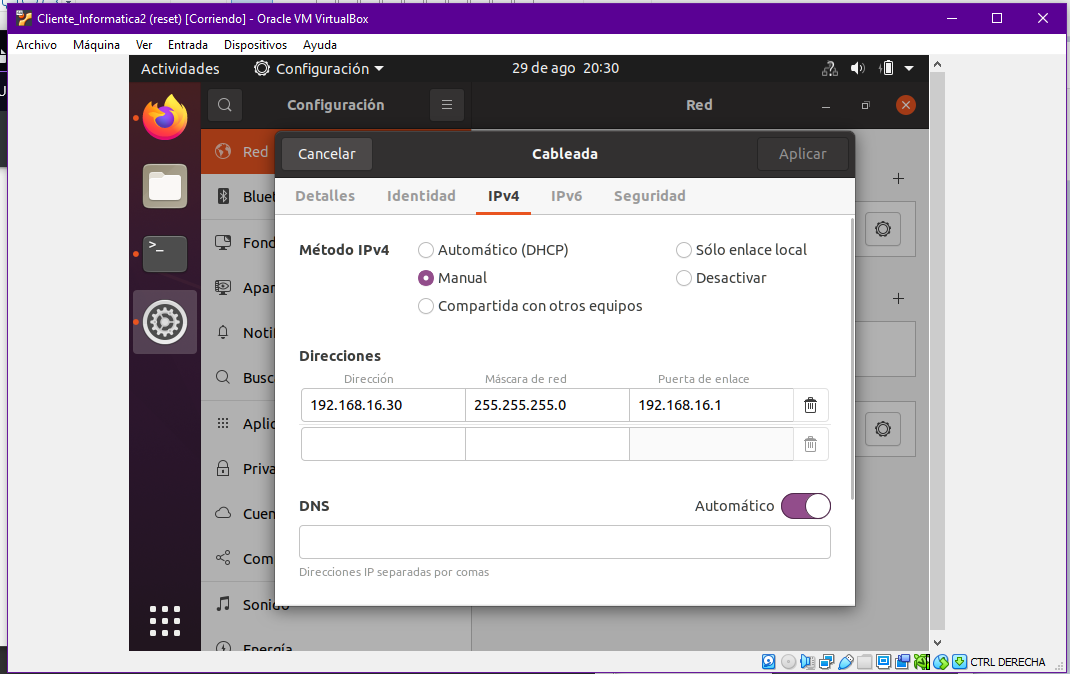 Cliente_Informatica2 (reset) [Corriendo] - Oracle VM VirtualBox
Archivo Máquina Ver Entrada Dispositivos Ayuda
Actividades Configuración 29 de ago 20:30
Configuración Red
Red
Cancelar Cableada Aplicar
Detalles Identidad IPv4 IPv6 Seguridad
Bluet
Fond
Apar
Noti
Busc
Aplic
Priva
Cuen
Com
Sonido
Energía
Método IPv4 Automático (DHCP) Sólo enlace local
Manual Desactivar
Compartida con otros equipos
Direcciones
Dirección Máscara de red Puerta de enlace
192.168.16.30 255.255.255.0 192.168.16.1
DNS Automático
Direcciones IP separadas por comas
CTRL DERECHA